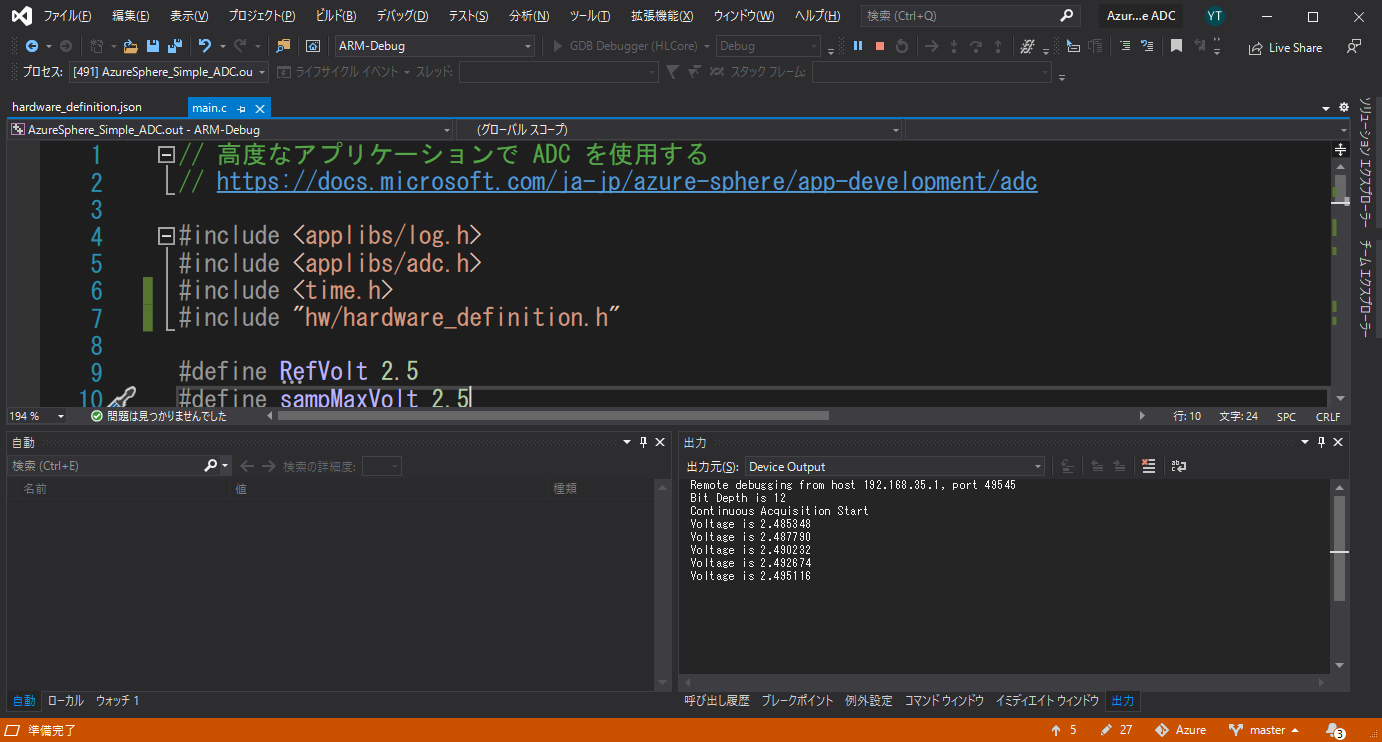 ファイル(F) 編集(E) 表示(V) プロジェクト(P) ビルド(B) デバッグ(D) テスト(S) 分析(N) ツール(T) 拡張機能(X) ウィンドウ(W) ヘルプ(H) 検索 (Ctrl+Q) Azur...e ADC YT
ARM-Debug GDB Debugger (HLCore) Debug Live Share
プロセス: [491] AzureSphere_Simple_ADC.ou ライフサイクル イベント スレッド: スタック フレーム:
hardware_definition.json main.c
AzureSphere_Simple_ADC.out - ARM-Debug (グローバル スコープ)
1 // 高度なアプリケーションで ADC を使用する
2 // https://docs.microsoft.com/ja-jp/azure-sphere/app-development/adc
3
4 #include <applibs/log.h>
5 #include <applibs/adc.h>
6 #include <time.h>
7 #include "hw/hardware_definition.h"
8
9 #define RefVolt 2.5
10 #define sampMaxVolt 2.5
194 % 問題は見つかりませんでした 行: 10 文字: 24 SPC CRLF
ソリューション エクスプローラー
チーム エクスプローラー
自動
検索 (Ctrl+E) 検索の詳細度:
名前 値 種類
自動 ローカル ウォッチ 1
出力
出力元(S): Device Output
Remote debugging from host 192.168.35.1, port 49545
Bit Depth is 12
Continuous Acquisition Start
Voltage is 2.485348
Voltage is 2.487790
Voltage is 2.490232
Voltage is 2.492674
Voltage is 2.495116
呼び出し履歴 ブレークポイント 例外設定 コマンド ウィンドウ イミディエイト ウィンドウ 出力
準備完了 5 27 Azure master 3